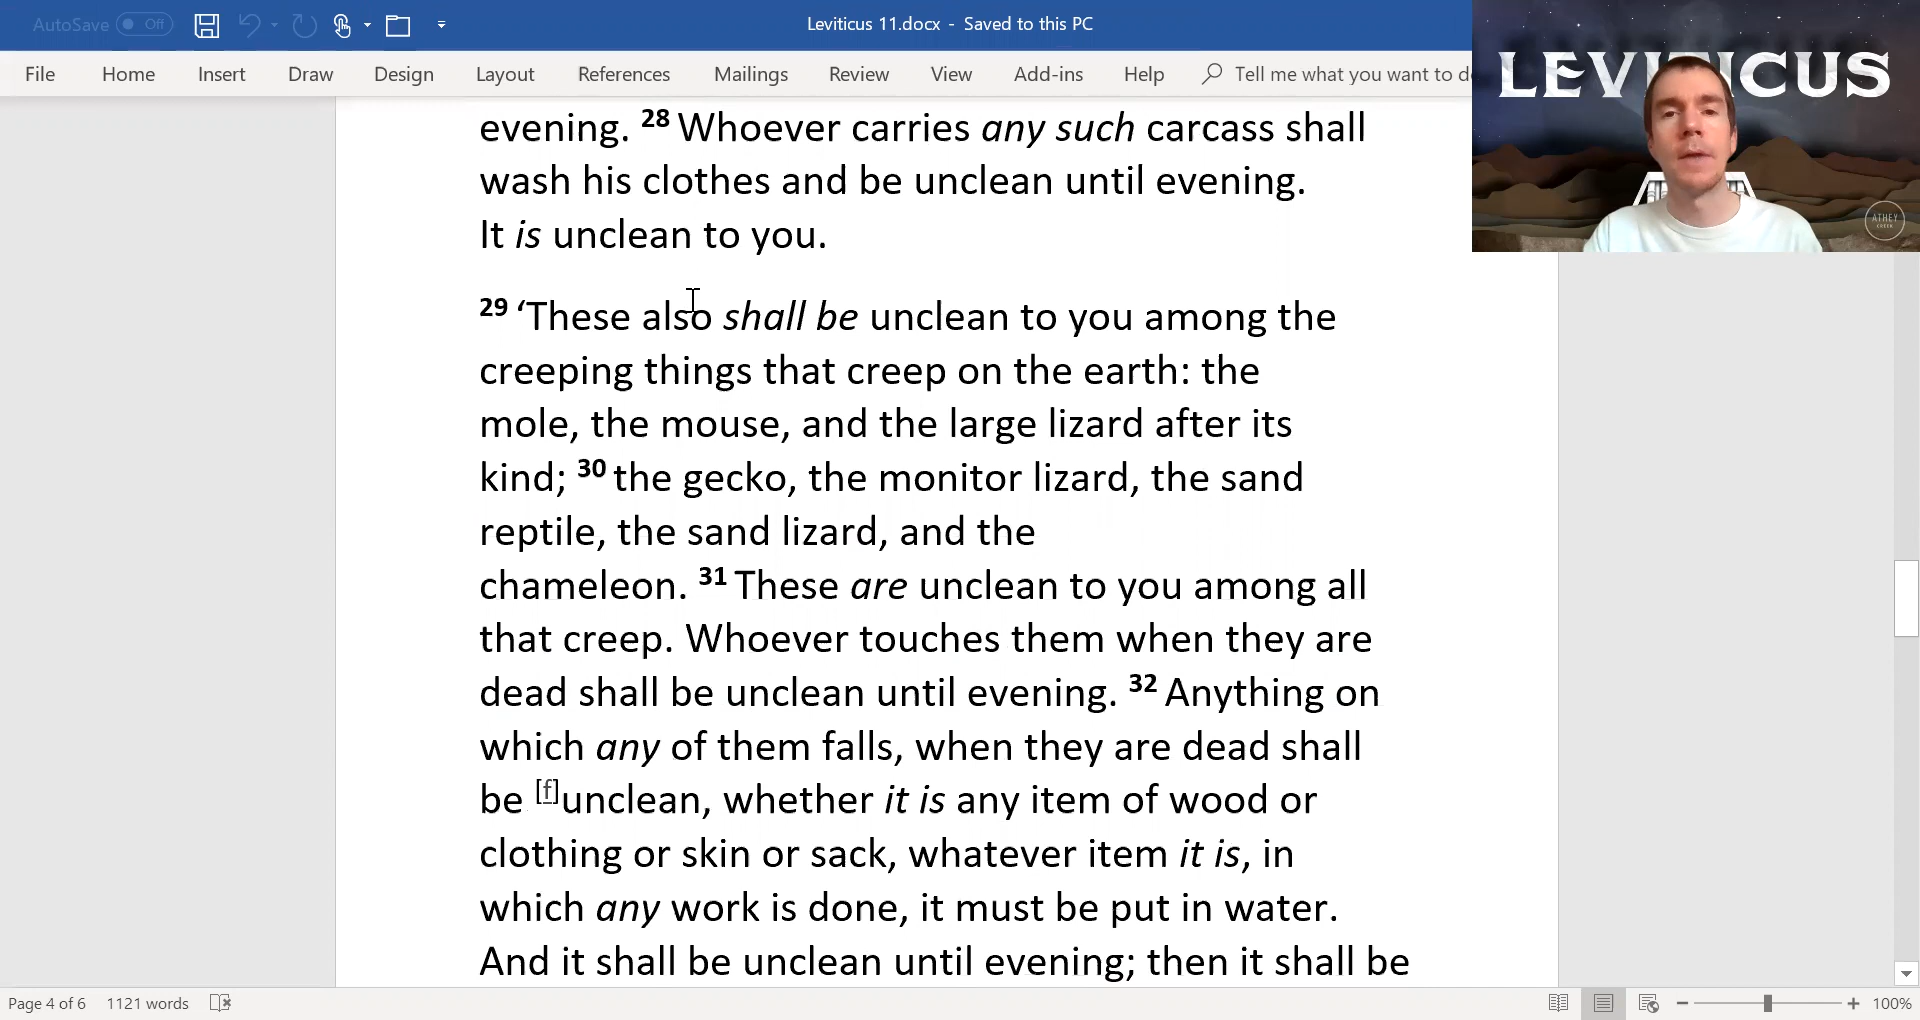 AutoSave Off
Leviticus 11.docx - Saved to this PC
File Home Insert Draw Design Layout References Mailings Review View Add-ins Help Tell me what you want to d
LEVITICUS
ATHEY
CREEK
evening. 28 Whoever carries any such carcass shall
wash his clothes and be unclean until evening.
It is unclean to you.
29 ‘These also shall be unclean to you among the
creeping things that creep on the earth: the
mole, the mouse, and the large lizard after its
kind; 30 the gecko, the monitor lizard, the sand
reptile, the sand lizard, and the
chameleon. 31 These are unclean to you among all
that creep. Whoever touches them when they are
dead shall be unclean until evening. 32 Anything on
which any of them falls, when they are dead shall
be [f]unclean, whether it is any item of wood or
clothing or skin or sack, whatever item it is, in
which any work is done, it must be put in water.
And it shall be unclean until evening; then it shall be
Page 4 of 6 1121 words 100%